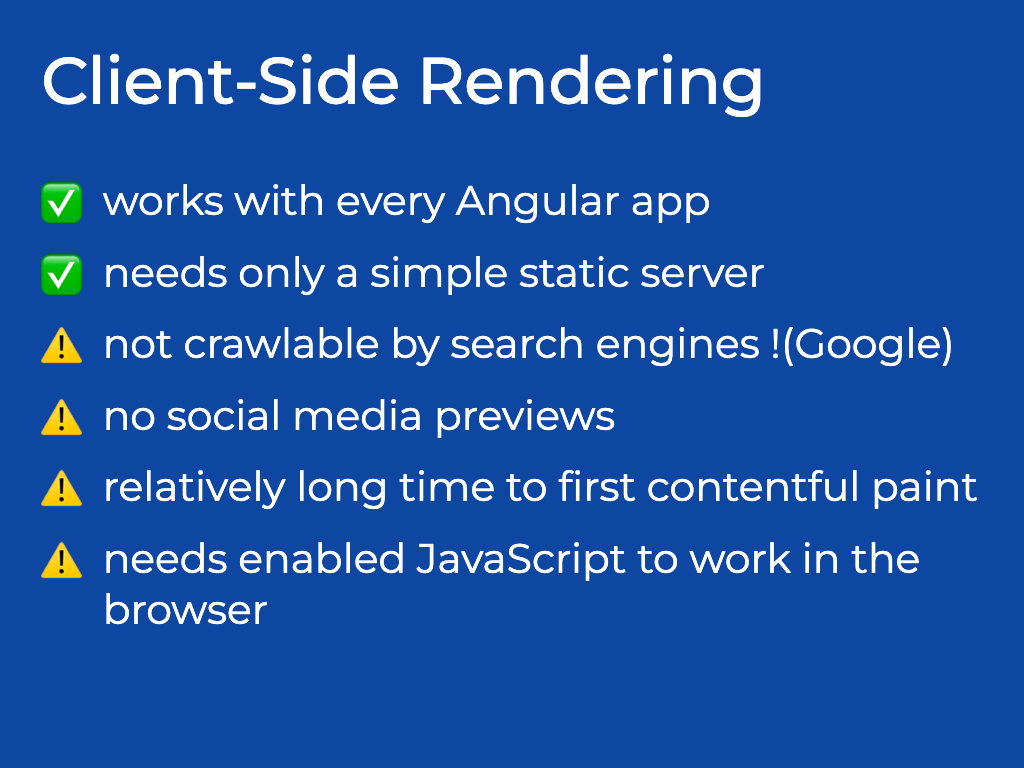 Client-Side Rendering
✅ works with every Angular app
✅ needs only a simple static server
⚠️ not crawlable by search engines !(Google)
⚠️ no social media previews
⚠️ relatively long time to first contentful paint
⚠️ needs enabled JavaScript to work in the
browser